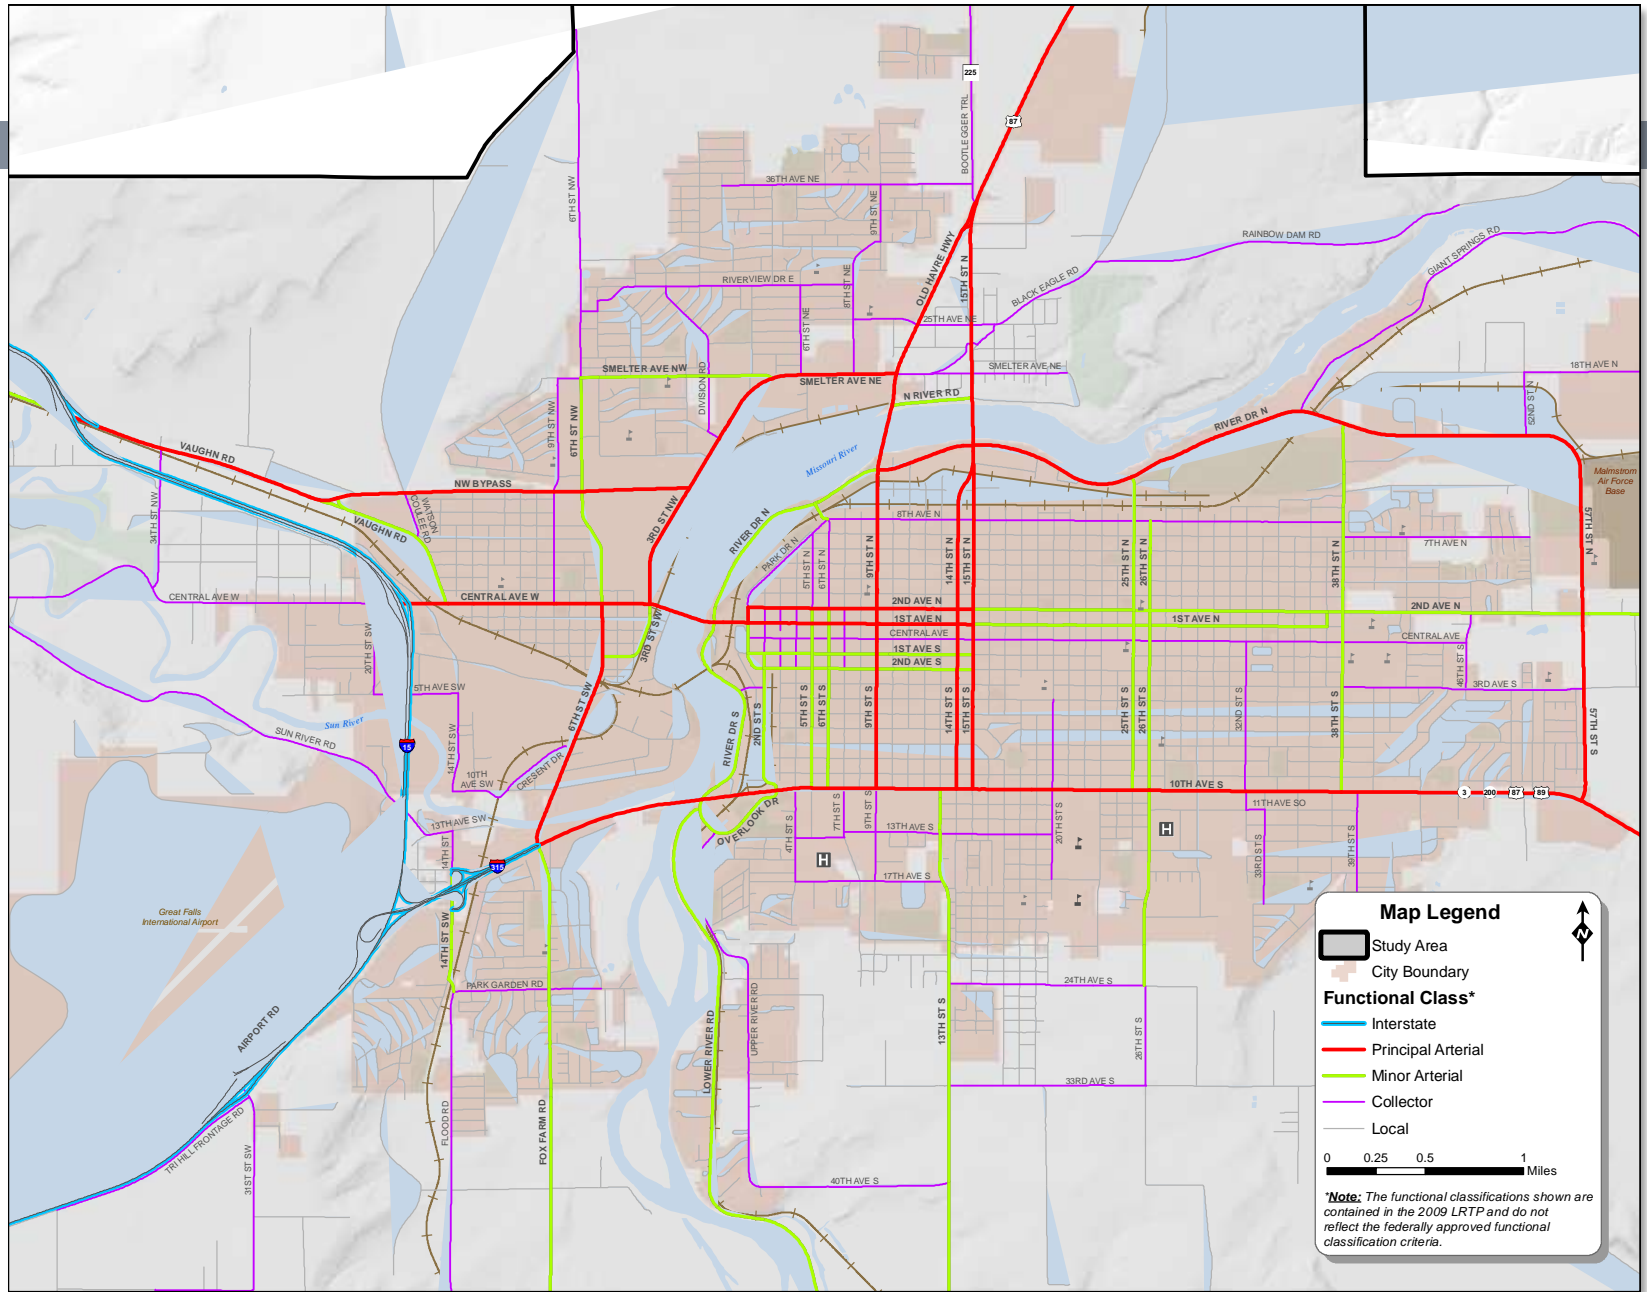 225
87
BOOTLEGGER TRL
36TH AVE NE
6TH ST NW
9TH ST NE
RAINBOW DAM RD
GIANT SPRINGS RD
OLD HAVRE HWY
15TH ST N
BLACK EAGLE RD
RIVERVIEW DR E
8TH ST NE
6TH ST NE
25TH AVE NE
SMELTER AVE NW
SMELTER AVE NE
SMELTER AVE NE
18TH AVE N
DIVISION RD
N RIVER RD
52ND ST N
9TH ST NW
6TH ST NW
RIVER DR N
VAUGHN RD
Missouri River
NW BYPASS
Malmstrom
Air Force
Base
34TH ST NW
WATSON
COULEE RD
VAUGHN RD
3RD ST NW
RIVER DR N
8TH AVE N
57TH ST N
7TH AVE N
PARK DR N
5TH ST N
6TH ST N
9TH ST N
14TH ST N
15TH ST N
25TH ST N
26TH ST N
38TH ST N
CENTRAL AVE W
CENTRAL AVE W
2ND AVE N
2ND AVE N
1ST AVE N
1ST AVE N
CENTRAL AVE
CENTRAL AVE
3RD ST SW
1ST AVE S
2ND AVE S
20TH ST SW
46TH ST S
5TH AVE SW
3RD AVE S
6TH ST SW
RIVER DR S
2ND ST S
5TH ST S
6TH ST S
9TH ST S
14TH ST S
15TH ST S
25TH ST S
26TH ST S
32ND ST S
38TH ST S
57TH ST S
Sun River
SUN RIVER RD
15
14TH ST SW
10TH
AVE SW
CRESENT DR
10TH AVE S
3
200
87
89
11TH AVE SO
OVERLOOK DR
13TH AVE SW
4TH ST S
7TH ST S
9TH ST S
13TH AVE S
20TH ST S
H
33RD ST S
39TH ST S
14TH ST
315
H
17TH AVE S
Great Falls
International Airport
14TH ST SW
PARK GARDEN RD
24TH AVE S
AIRPORT RD
UPPER RIVER RD
13TH ST S
26TH ST S
LOWER RIVER RD
33RD AVE S
TRI HILL FRONTAGE RD
31ST ST SW
FLOOD RD
FOX FARM RD
40TH AVE S
Map Legend
N
Study Area
City Boundary
Functional Class*
Interstate
Principal Arterial
Minor Arterial
Collector
Local
0 0.25 0.5 1
Miles
*Note: The functional classifications shown are
contained in the 2009 LRTP and do not
reflect the federally approved functional
classification criteria.